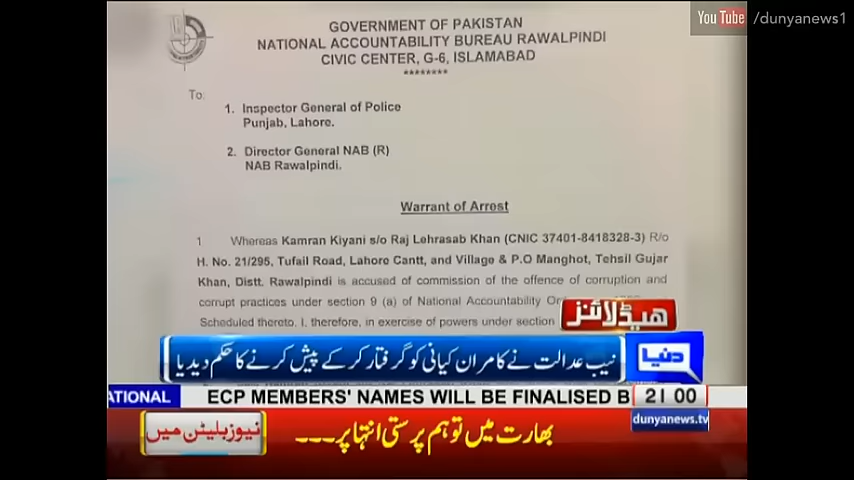 You Tube /dunyanews1
GOVERNMENT OF PAKISTAN
NATIONAL ACCOUNTABILITY BUREAU RAWALPINDI
CIVIC CENTER, G-6, ISLAMABAD
********
To:
1. Inspector General of Police
Punjab, Lahore.
2. Director General NAB (R)
NAB Rawalpindi.
Warrant of Arrest
1 Whereas Kamran Kiyani s/o Raj Lehrasab Khan (CNIC 37401-8418328-3) R/o
H. No. 21/295, Tufail Road, Lahore Cantt, and Village & P.O Manghot, Tehsil Gujar
Khan, Distt. Rawalpindi is accused of commission of the offence of corruption and
corrupt practices under section 9 (a) of National Accountability
Scheduled thereto, I, therefore, in exercise of powers under section
ہیڈلائنز
نیب عدالت نے کامران کیانی کو گرفتار کر کے پیش کرنے کا حکم دیدیا
دنیا
ATIONAL ECP MEMBERS' NAMES WILL BE FINALISED B 21 00
dunyanews.tv
نیوز بلیٹن میں
بھارت میں توہم پرستی انتہا پر ۔۔۔